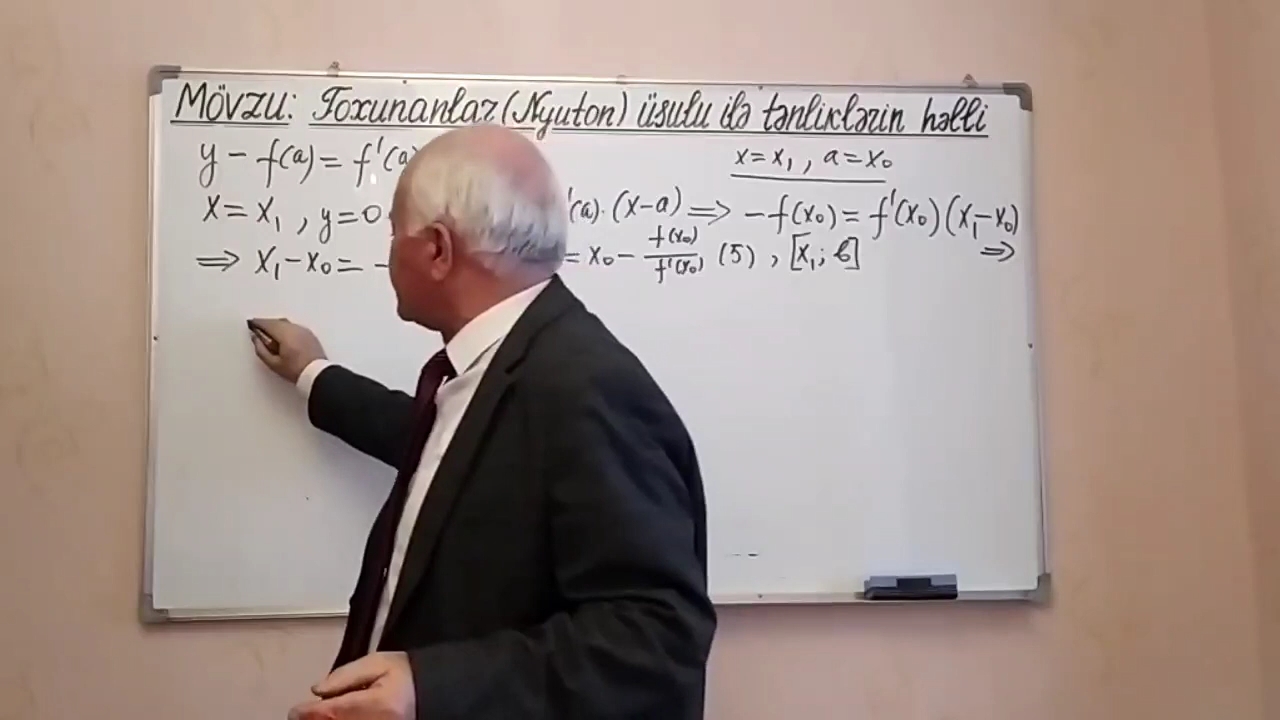 Mövzu: Toxunanlar (Nyuton) üsulu ilə tənliklərin həlli
y - f(a) = f'(a)
x = x₁ , a = x₀
x = x₁ , y = 0 '(a)·(x-a) ⟹ -f(x₀) = f'(x₀)(x₁-x₀) ⟹
⟹ x₁ - x₀ = - = x₀ - f(x₀)/f'(x₀) (5) , [x₁; b]